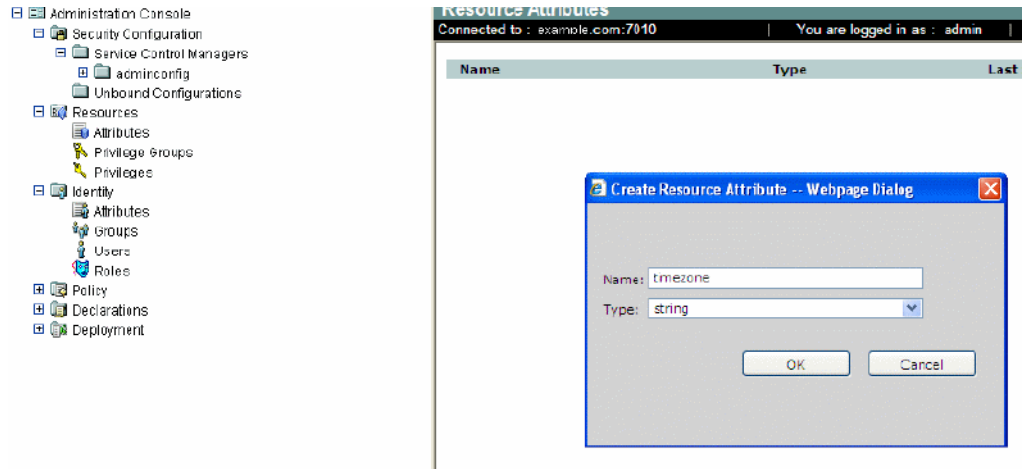 Administration Console
Security Configuration
Service Control Managers
adminconfig
Unbound Configurations
Resources
Attributes
Privilege Groups
Privileges
Identity
Attributes
Groups
Users
Roles
Policy
Declarations
Deployment
Resource Attributes
Connected to : example.com:7010 | You are logged in as : admin |
Name Type Last
Create Resource Attribute -- Webpage Dialog
Name: timezone
Type: string
OK Cancel